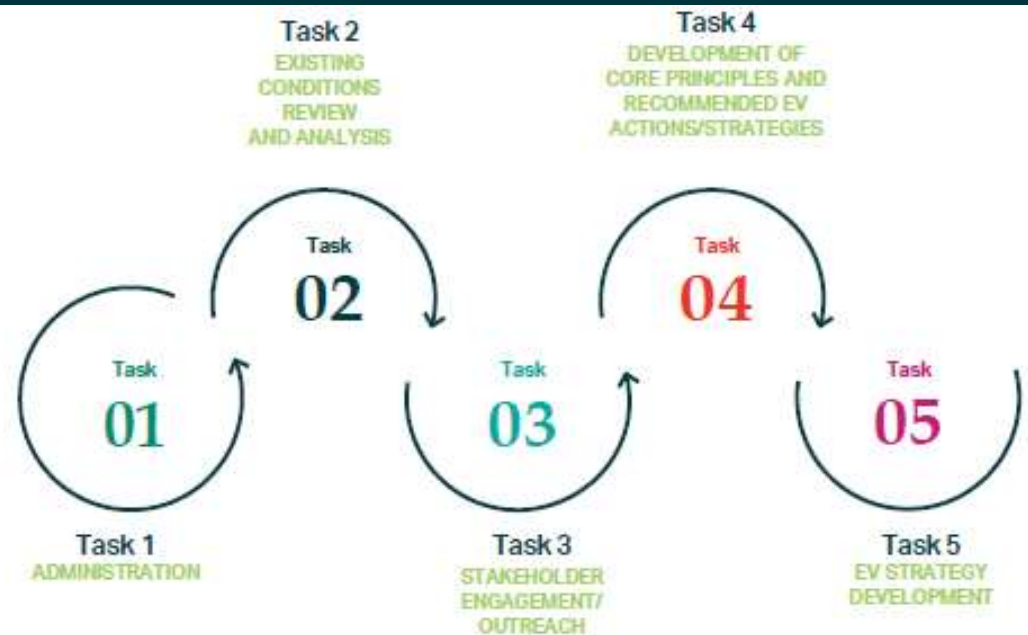 Task 2
EXISTING
CONDITIONS
REVIEW
AND ANALYSIS
Task 4
DEVELOPMENT OF
CORE PRINCIPLES AND
RECOMMENDED EV
ACTIONS/STRATEGIES
Task
01
Task
02
Task
03
Task
04
Task
05
Task 1
ADMINISTRATION
Task 3
STAKEHOLDER
ENGAGEMENT/
OUTREACH
Task 5
EV STRATEGY
DEVELOPMENT